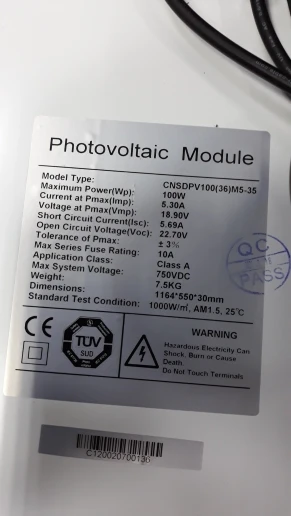 Photovoltaic Module
Model Type: CNSDPV100(36)M5-35
Maximum Power(Wp): 100W
Current at Pmax(Imp): 5.30A
Voltage at Pmax(Vmp): 18.90V
Short Circuit Current(Isc): 5.69A
Open Circuit Voltage(Voc): 22.70V
Tolerance of Pmax: ± 3%
Max Series Fuse Rating: 10A
Application Class: Class A
Max System Voltage: 750VDC
Weight: 7.5KG
Dimensions: 1164*550*30mm
Standard Test Condition: 1000W/㎡, AM1.5, 25℃
QC
PASS
CE
TUV
SUD
WARNING
Hazardous Electricity Can
Shock, Burn or Cause
Death.
Do Not Touch Terminals
C120020700136